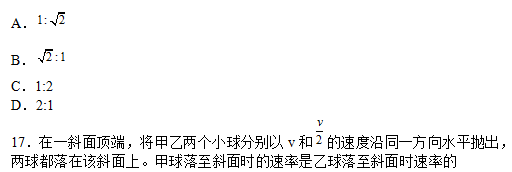 A．1:√2
B．√2:1
C．1:2
D．2:1
17．在一斜面顶端，将甲乙两个小球分别以 v 和 v/2 的速度沿同一方向水平抛出，
两球都落在该斜面上。甲球落至斜面时的速率是乙球落至斜面时速率的